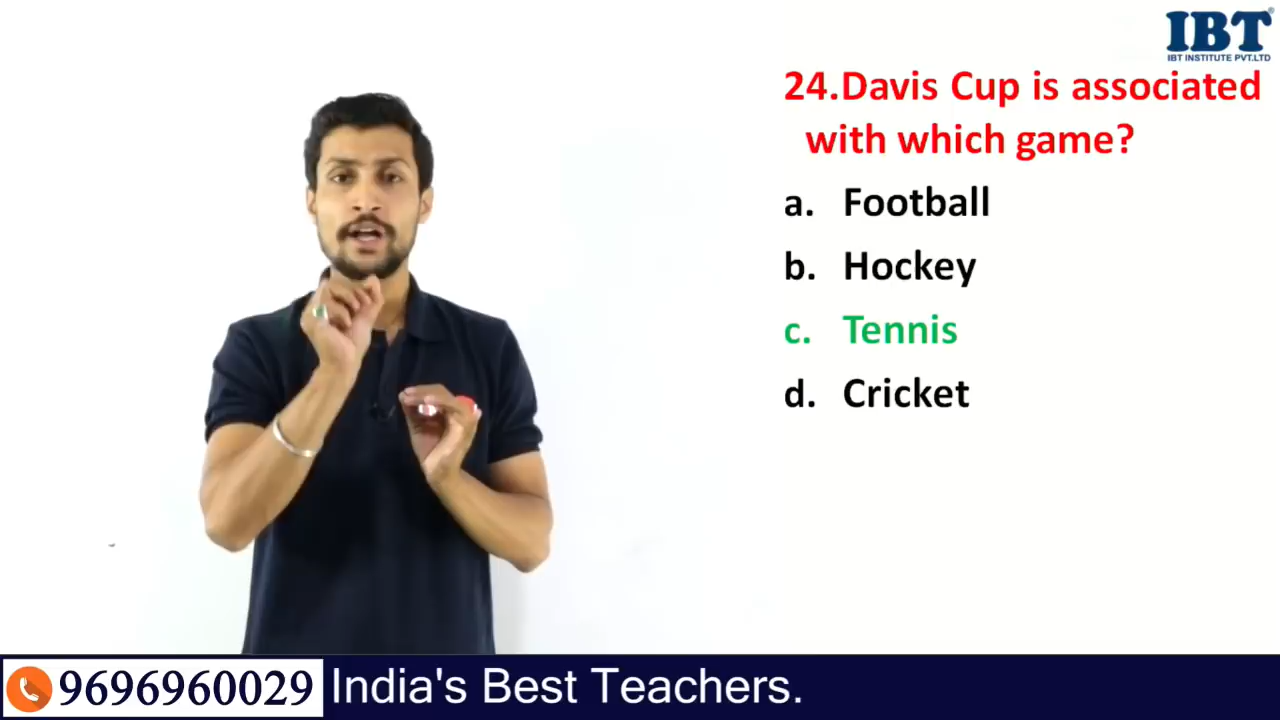 IBT
IBT INSTITUTE PVT.LTD
24.Davis Cup is associated
with which game?
a. Football
b. Hockey
c. Tennis
d. Cricket
9696960029 India's Best Teachers.